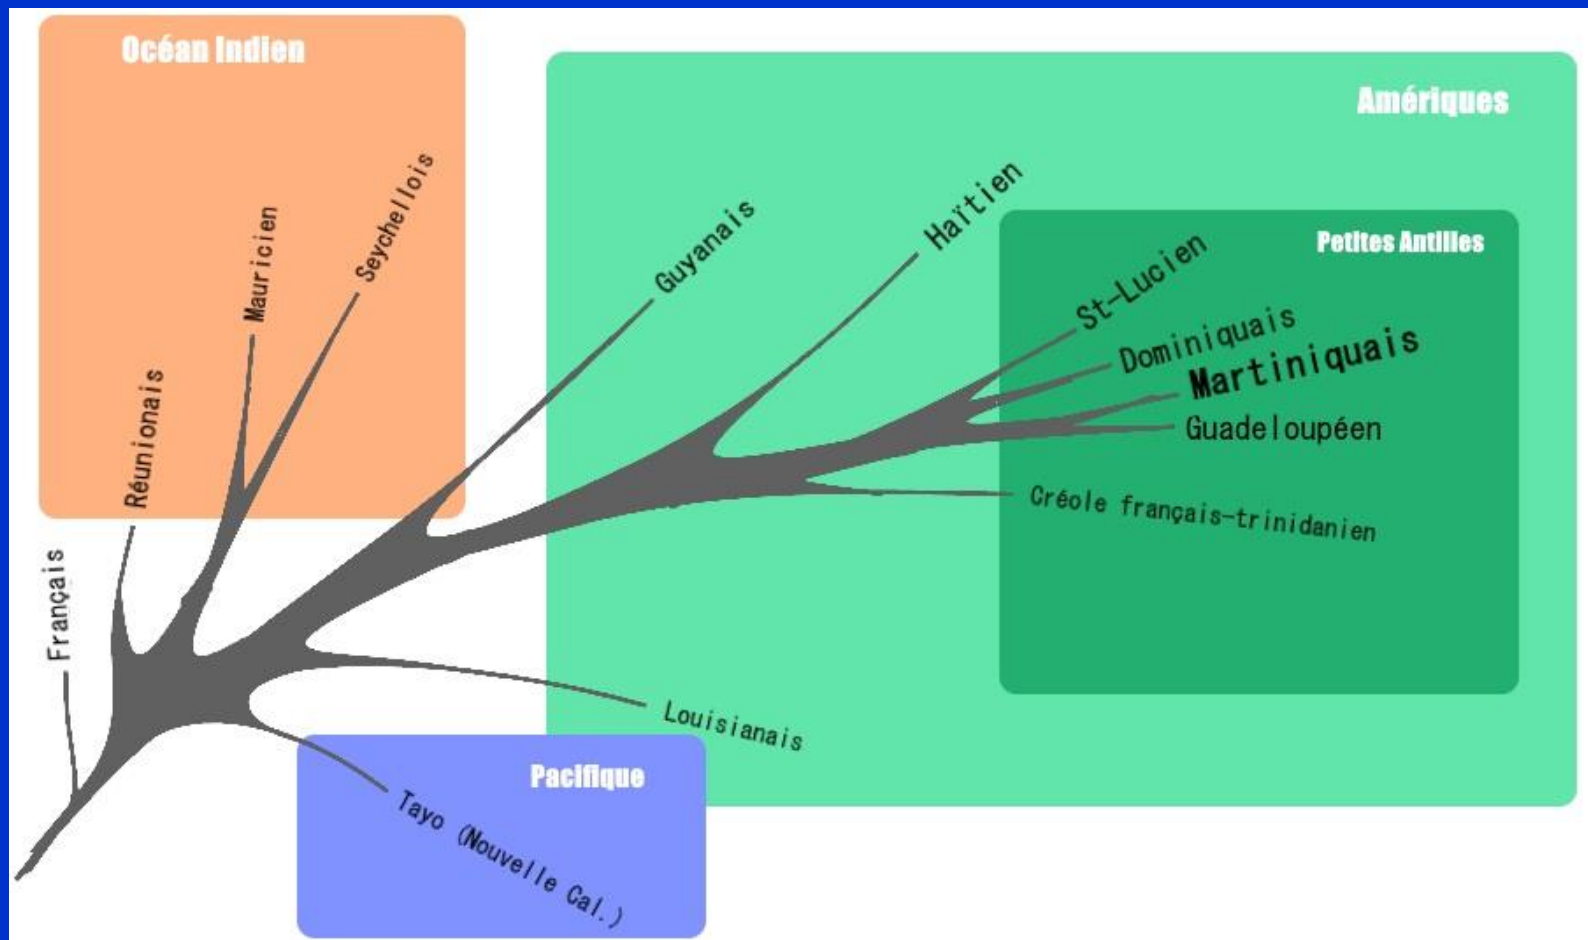 Océan Indien
Amériques
Petites Antilles
Pacifique
Français
Réunionais
Mauricien
Seychellois
Guyanais
Haïtien
St-Lucien
Dominiquais
Martiniquais
Guadeloupéen
Créole français-trinidanien
Louisianais
Tayo (Nouvelle Cal.)